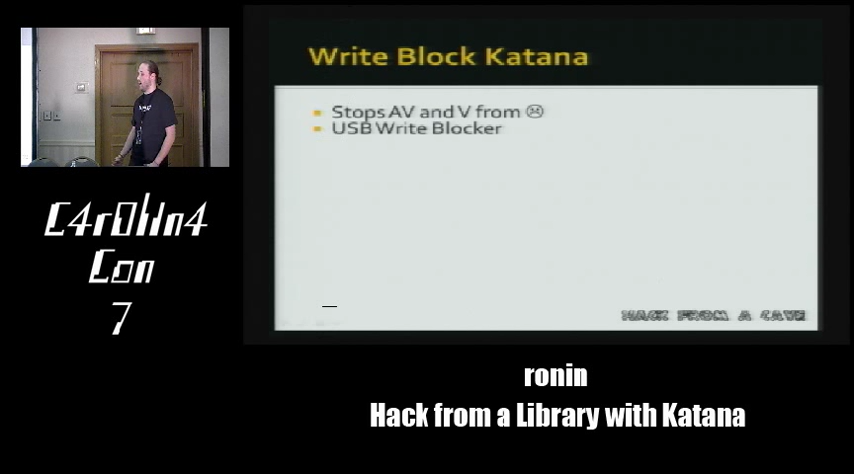 Write Block Katana
Stops AV and V from ☹
USB Write Blocker
HACK FROM A CAVE
C4r0l1n4
Con
7
ronin
Hack from a Library with Katana